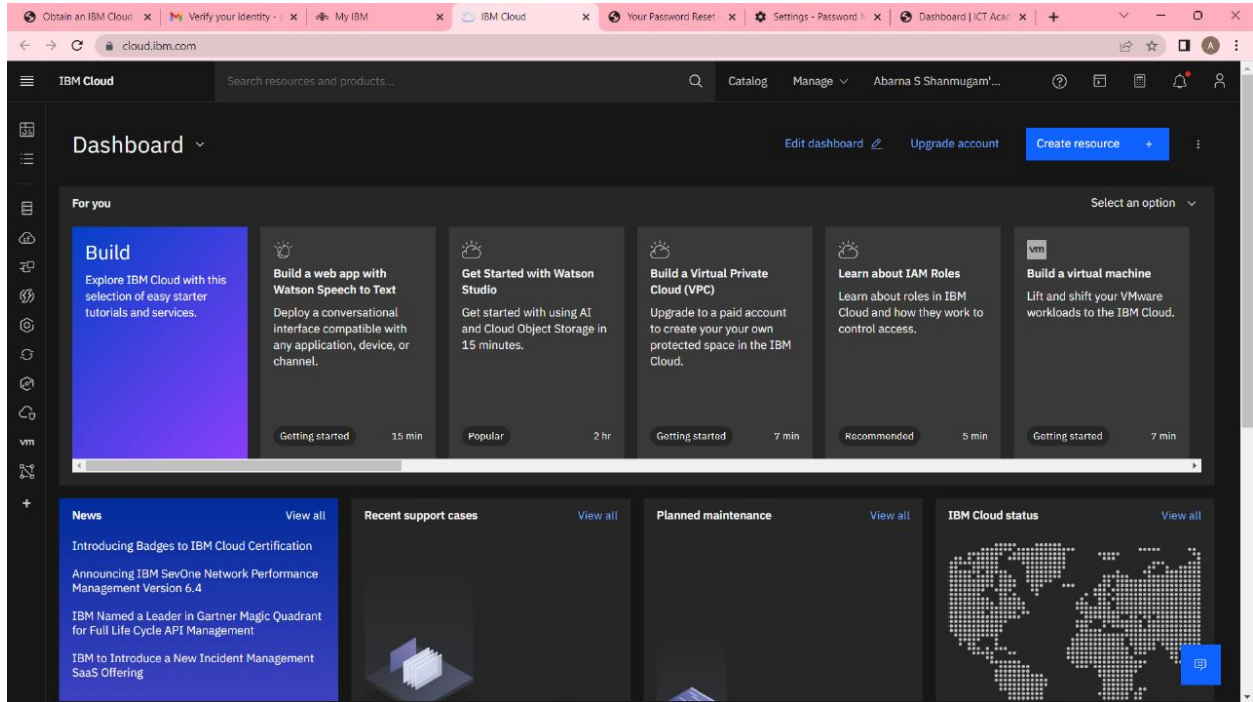 Obtain an IBM Cloud
Verify your identity - a
My IBM
IBM Cloud
Your Password Reset
Settings - Password M
Dashboard | ICT Acad
cloud.ibm.com
A
IBM Cloud
Search resources and products...
Catalog
Manage
Abarna S Shanmugam'...
Dashboard
Edit dashboard
Upgrade account
Create resource +
For you
Select an option
Build
Explore IBM Cloud with this
selection of easy starter
tutorials and services.
Build a web app with
Watson Speech to Text
Deploy a conversational
interface compatible with
any application, device, or
channel.
Getting started
15 min
Get Started with Watson
Studio
Get started with using AI
and Cloud Object Storage in
15 minutes.
Popular
2 hr
Build a Virtual Private
Cloud (VPC)
Upgrade to a paid account
to create your your own
protected space in the IBM
Cloud.
Getting started
7 min
Learn about IAM Roles
Learn about roles in IBM
Cloud and how they work to
control access.
Recommended
5 min
vm
Build a virtual machine
Lift and shift your VMware
workloads to the IBM Cloud.
Getting started
7 min
vm
News
View all
Introducing Badges to IBM Cloud Certification
Announcing IBM SevOne Network Performance
Management Version 6.4
IBM Named a Leader in Gartner Magic Quadrant
for Full Life Cycle API Management
IBM to Introduce a New Incident Management
SaaS Offering
Recent support cases
View all
Planned maintenance
View all
IBM Cloud status
View all